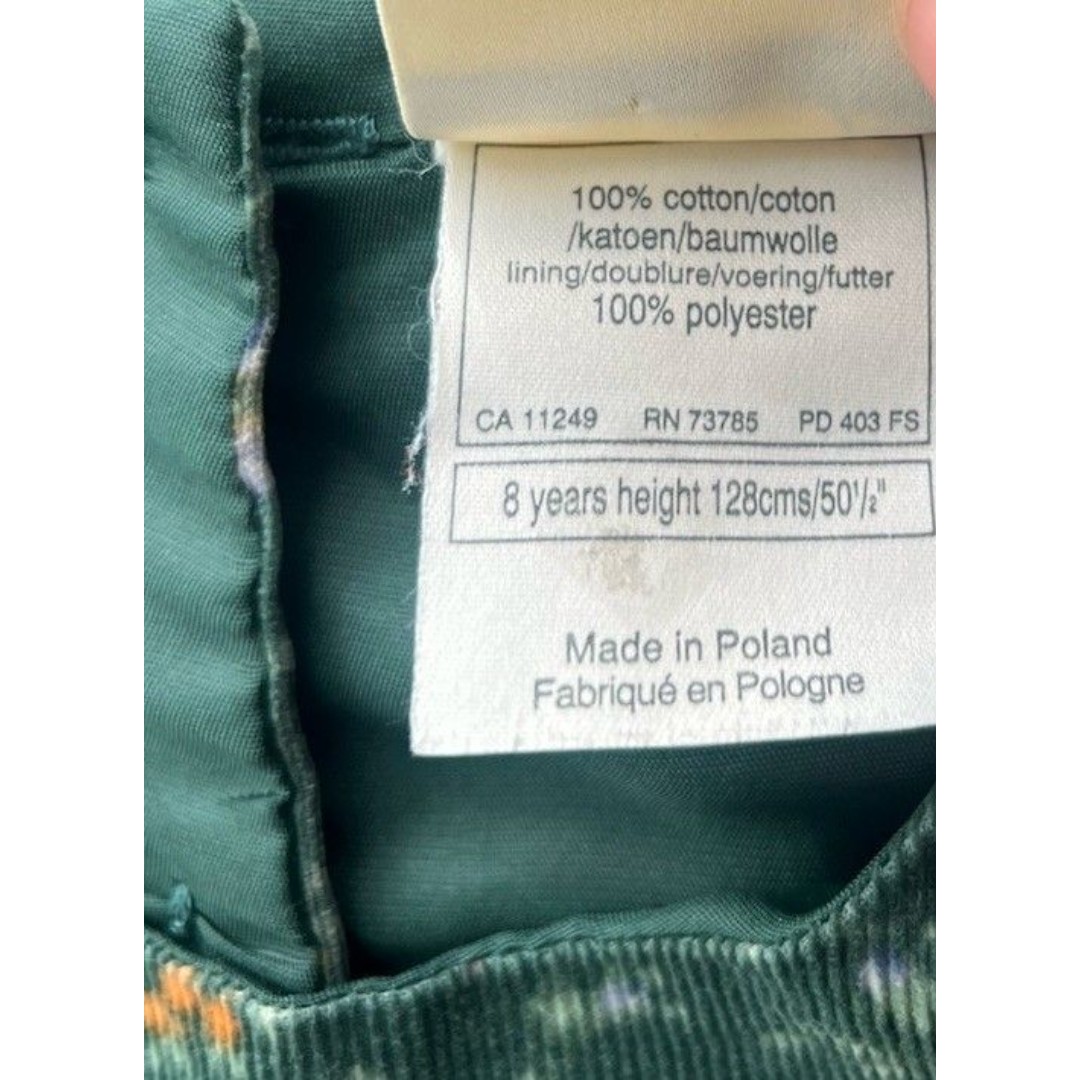 100% cotton/coton
/katoen/baumwolle
lining/doublure/voering/futter
100% polyester
CA 11249 RN 73785 PD 403 FS
8 years height 128cms/50½"
Made in Poland
Fabriqué en Pologne